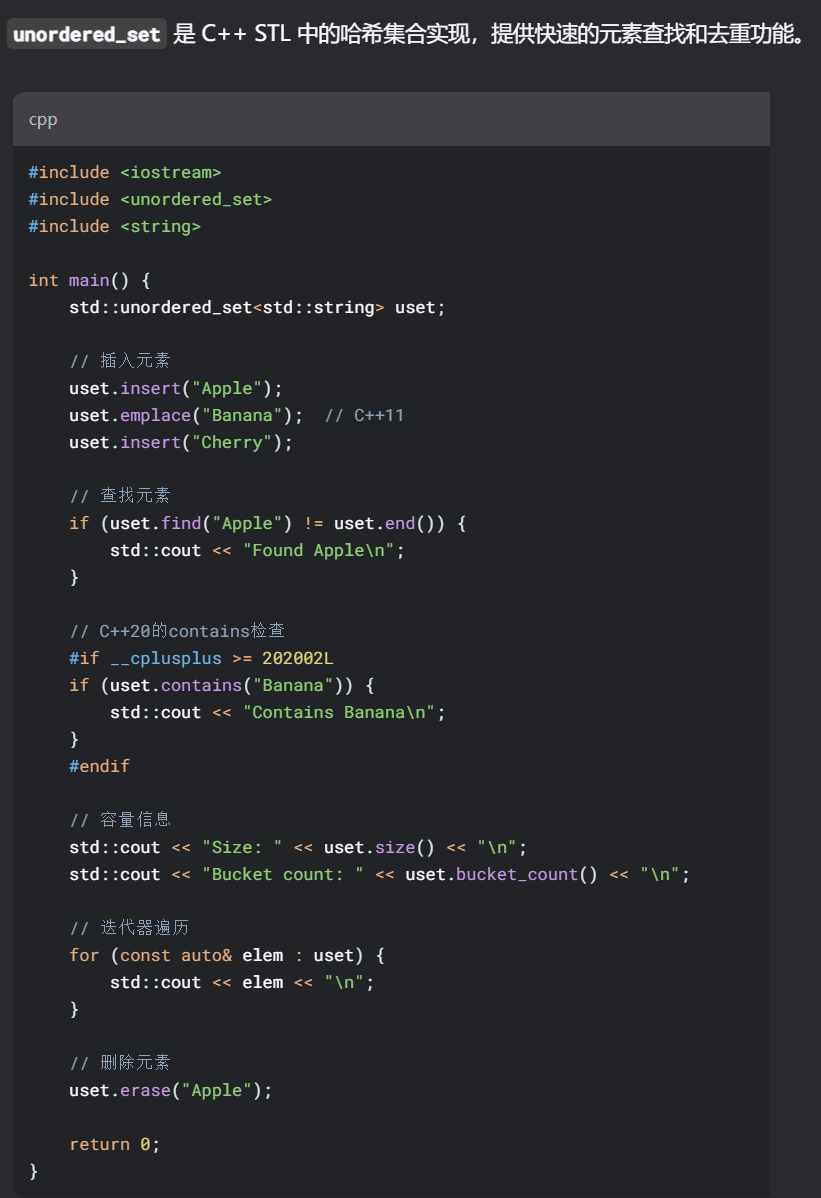 unordered_set 是 C++ STL 中的哈希集合实现，提供快速的元素查找和去重功能。
cpp
#include <iostream>
#include <unordered_set>
#include <string>
int main() {
    std::unordered_set<std::string> uset;
    // 插入元素
    uset.insert("Apple");
    uset.emplace("Banana");  // C++11
    uset.insert("Cherry");
    // 查找元素
    if (uset.find("Apple") != uset.end()) {
        std::cout << "Found Apple\n";
    }
    // C++20的contains检查
    #if __cplusplus >= 202002L
    if (uset.contains("Banana")) {
        std::cout << "Contains Banana\n";
    }
    #endif
    // 容量信息
    std::cout << "Size: " << uset.size() << "\n";
    std::cout << "Bucket count: " << uset.bucket_count() << "\n";
    // 迭代器遍历
    for (const auto& elem : uset) {
        std::cout << elem << "\n";
    }
    // 删除元素
    uset.erase("Apple");
    return 0;
}